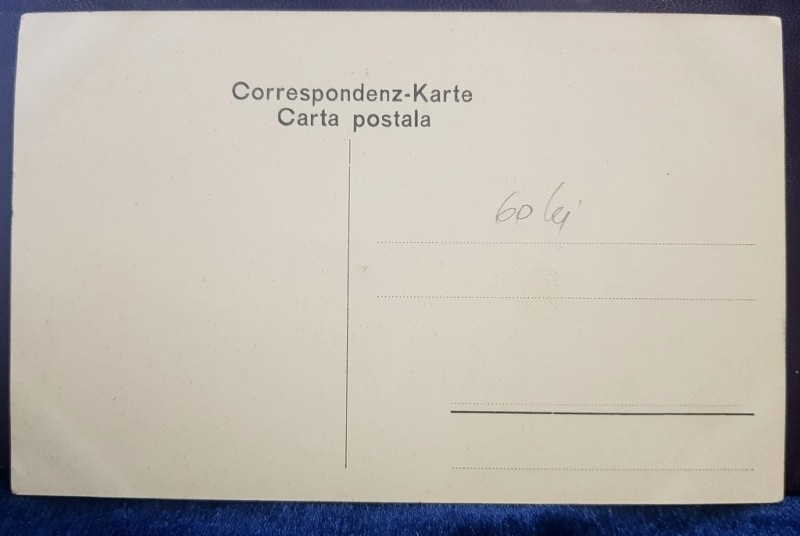 Correspondenz-Karte
Carta postala
60 lei